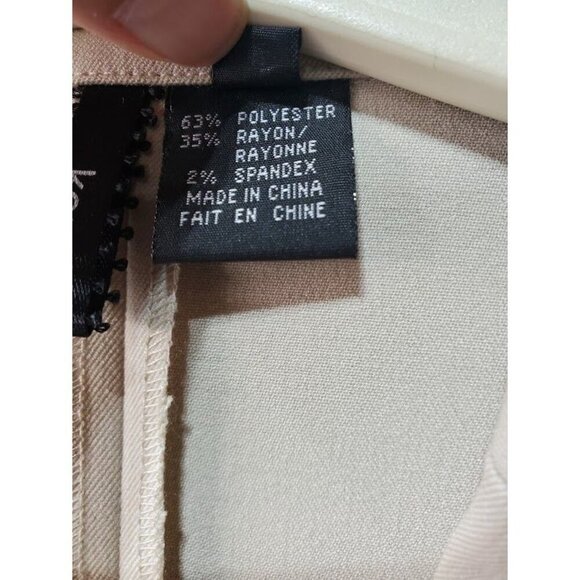 63% POLYESTER
35% RAYON/
RAYONNE
2% SPANDEX
MADE IN CHINA
FAIT EN CHINE